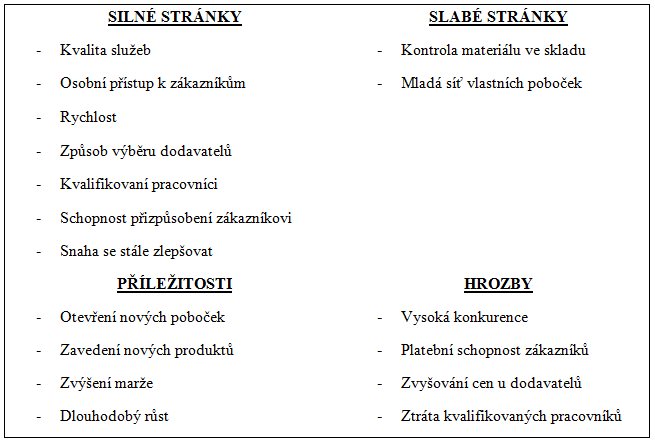 SILNÉ STRÁNKY
- Kvalita služeb
- Osobní přístup k zákazníkům
- Rychlost
- Způsob výběru dodavatelů
- Kvalifikovaní pracovníci
- Schopnost přizpůsobení zákazníkovi
- Snaha se stále zlepšovat
SLABÉ STRÁNKY
- Kontrola materiálu ve skladu
- Mladá síť vlastních poboček
PŘÍLEŽITOSTI
- Otevření nových poboček
- Zavedení nových produktů
- Zvýšení marže
- Dlouhodobý růst
HROZBY
- Vysoká konkurence
- Platební schopnost zákazníků
- Zvyšování cen u dodavatelů
- Ztráta kvalifikovaných pracovníků